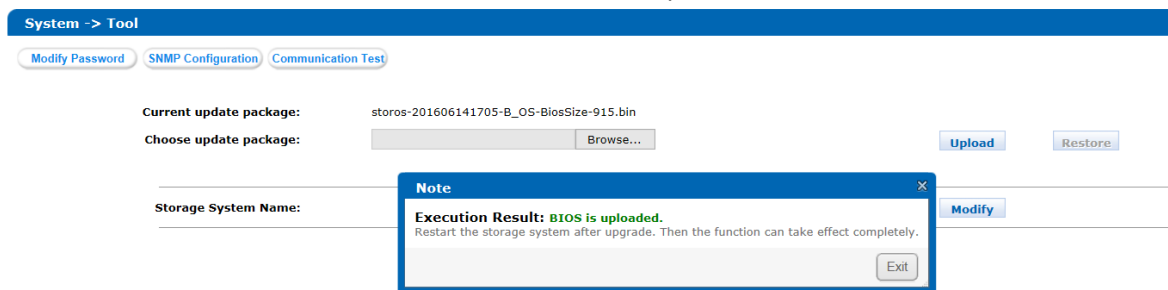 System -> Tool
Modify Password SNMP Configuration Communication Test
Current update package: storos-201606141705-B_OS-BiosSize-915.bin
Choose update package: Browse... Upload Restore
Note
Storage System Name: Modify
Execution Result: BIOS is uploaded.
Restart the storage system after upgrade. Then the function can take effect completely.
Exit